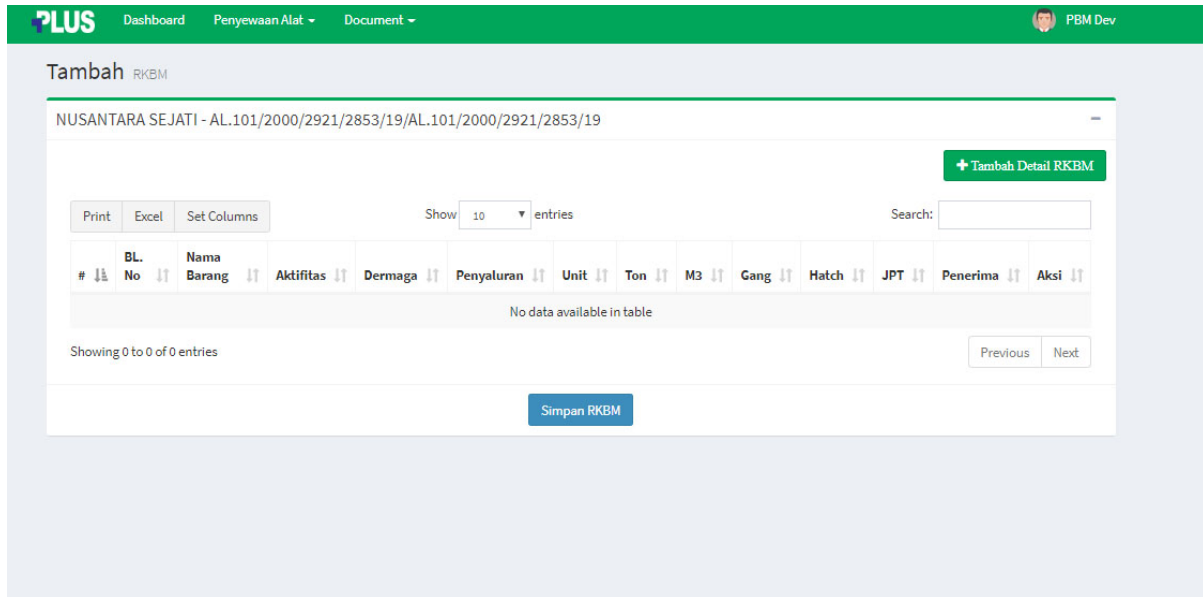 PLUS Dashboard Penyewaan Alat Document PBM Dev
Tambah RKBM
NUSANTARA SEJATI - AL.101/2000/2921/2853/19/AL.101/2000/2921/2853/19
Tambah Detail RKBM
Print Excel Set Columns Show 10 entries Search:
# BL. No Nama Barang Aktifitas Dermaga Penyaluran Unit Ton M3 Gang Hatch JPT Penerima Aksi
No data available in table
Showing 0 to 0 of 0 entries Previous Next
Simpan RKBM